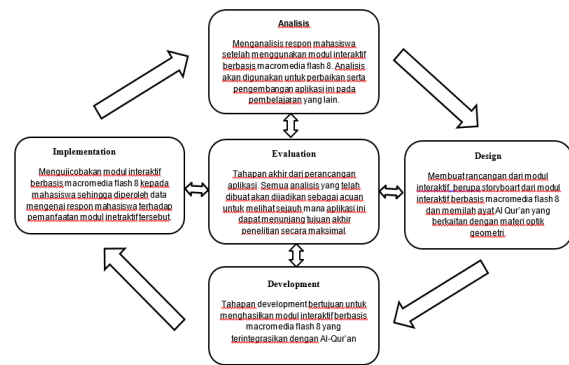 Analisis
Menganalisis respon mahasiswa
setelah menggunakan modul interaktif
berbasis macromedia flash 8. Analisis
akan digunakan untuk perbaikan serta
pengembangan aplikasi ini pada
pembelajaran yang lain.
Implementation
Mengujicobakan modul interaktif
berbasis macromedia flash 8 kepada
mahasiswa sehingga diperoleh data
mengenai respon mahasiswa terhadap
pemanfaatan modul inetraktif tersebut.
Evaluation
Tahapan akhir dari perancangan
aplikasi. Semua analisis yang telah
dibuat akan dijadikan sebagai acuan
untuk melihat sejauh mana aplikasi ini
dapat menunjang tujuan akhir
penelitian secara maksimal.
Design
Membuat rancangan dari modul
interaktif, berupa storyboart dari modul
interaktif berbasis macromedia flash 8
dan memilah ayat Al Qur'an yang
berkaitan dengan materi optik
geometri.
Development
Tahapan development bertujuan untuk
menghasilkan modul interaktif berbasis
macromedia flash 8 yang
terintegrasikan dengan Al-Qur'an